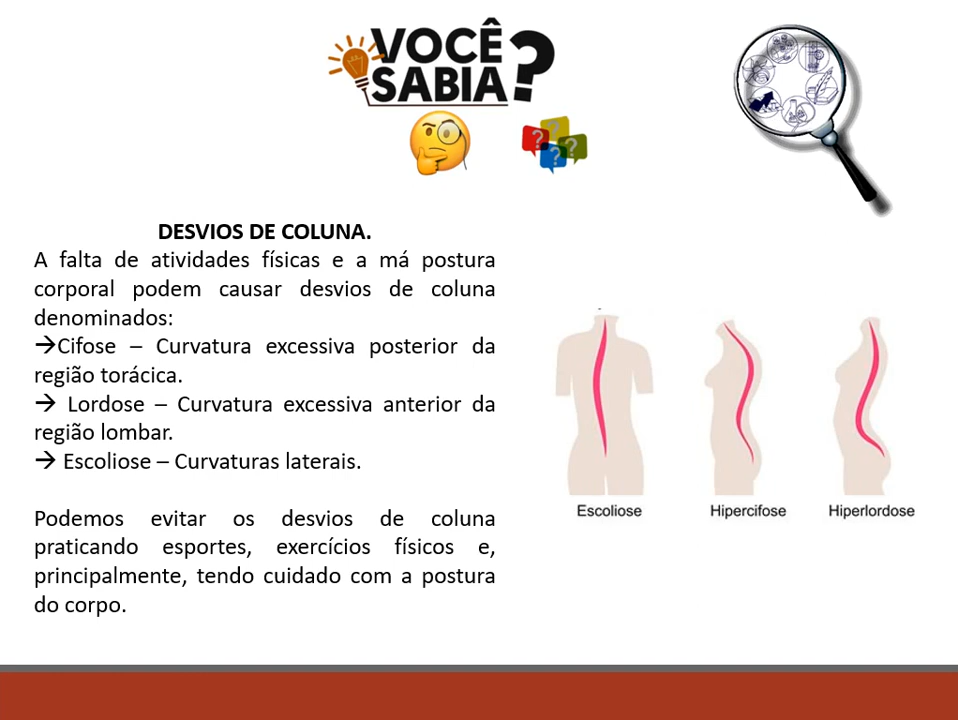 VOCÊ
SABIA?
DESVIOS DE COLUNA.
A falta de atividades físicas e a má postura
corporal podem causar desvios de coluna
denominados:
→Cifose – Curvatura excessiva posterior da
região torácica.
→ Lordose – Curvatura excessiva anterior da
região lombar.
→ Escoliose – Curvaturas laterais.
Podemos evitar os desvios de coluna
praticando esportes, exercícios físicos e,
principalmente, tendo cuidado com a postura
do corpo.
Escoliose
Hipercifose
Hiperlordose